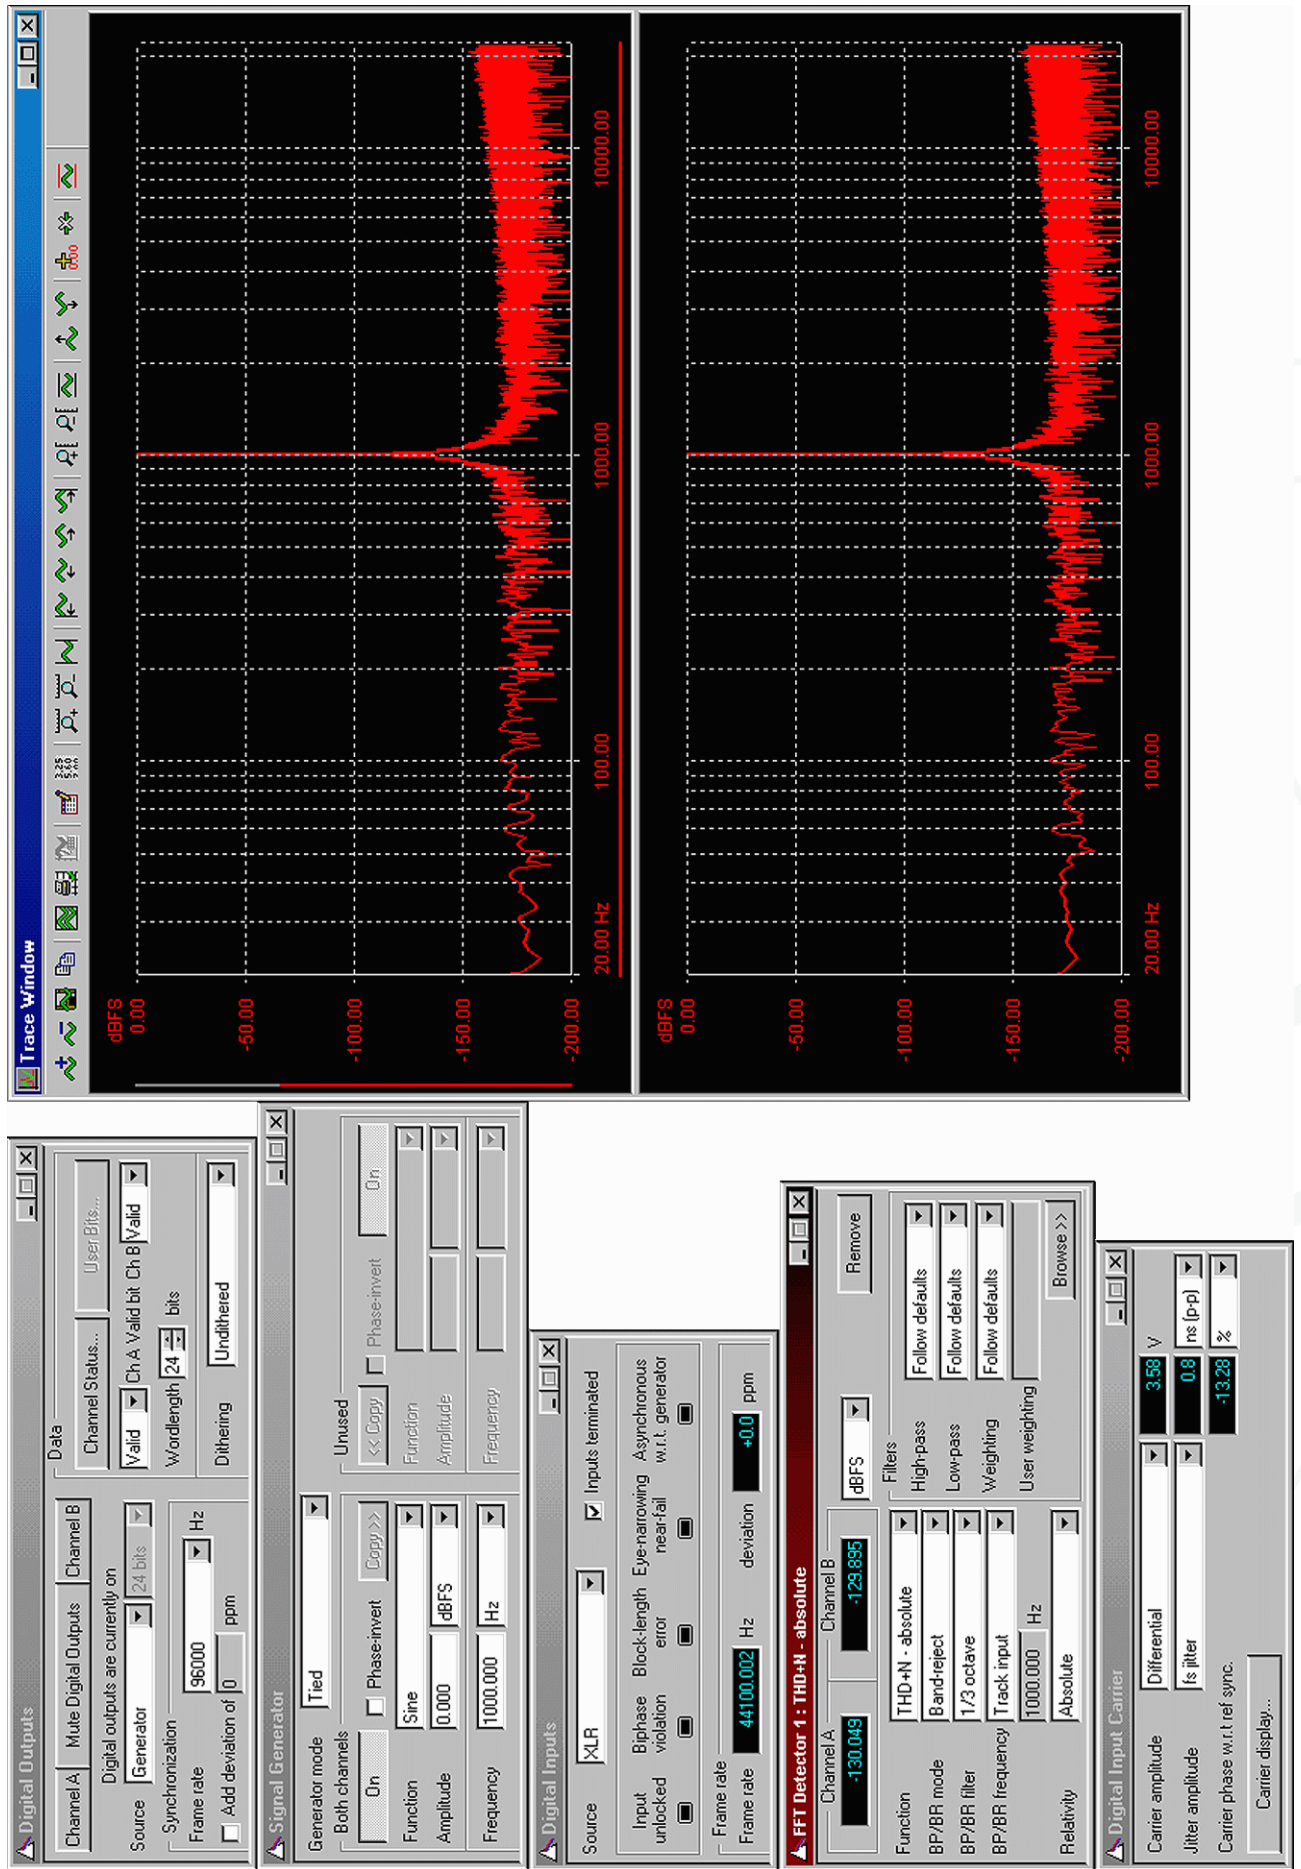 Digital Outputs
Channel A
Mute Digital Outputs
Channel B
Digital outputs are currently on
Source
Generator
24 bits
Synchronization
Frame rate
96000
Hz
Add deviation of
0
ppm
Data
Channel Status...
User Bits...
Valid
Ch A Valid bit Ch B
Valid
Wordlength
24
bits
Dithering
Undithered
Signal Generator
Generator mode
Tied
Both channels
On
Phase-invert
Copy >>
Function
Sine
Amplitude
0.000
dBFS
Frequency
1000.000
Hz
Unused
<< Copy
Phase-invert
On
Function
Amplitude
Frequency
Digital Inputs
Source
XLR
Inputs terminated
Input unlocked
Biphase violation
Block-length error
Eye-narrowing near-fail
Asynchronous w.r.t. generator
Frame rate
Frame rate
44100.002
Hz
deviation
+0.0
ppm
FFT Detector 1 : THD+N - absolute
Channel A
-130.049
Channel B
-129.895
dBFS
Remove
Function
THD+N - absolute
BP/BR mode
Band-reject
BP/BR filter
1/3 octave
BP/BR frequency
Track input
1000.000
Hz
Relativity
Absolute
Filters
High-pass
Follow defaults
Low-pass
Follow defaults
Weighting
Follow defaults
User weighting
Browse >>
Digital Input Carrier
Carrier amplitude
Differential
3.58
V
Jitter amplitude
fs jitter
0.8
ns (p-p)
Carrier phase w.r.t ref sync.
-13.28
%
Carrier display...
Trace Window
3.25
5.60
0.00
dBFS
0.00
-50.00
-100.00
-150.00
-200.00
20.00 Hz
100.00
1000.00
10000.00
dBFS
0.00
-50.00
-100.00
-150.00
-200.00
20.00 Hz
100.00
1000.00
10000.00